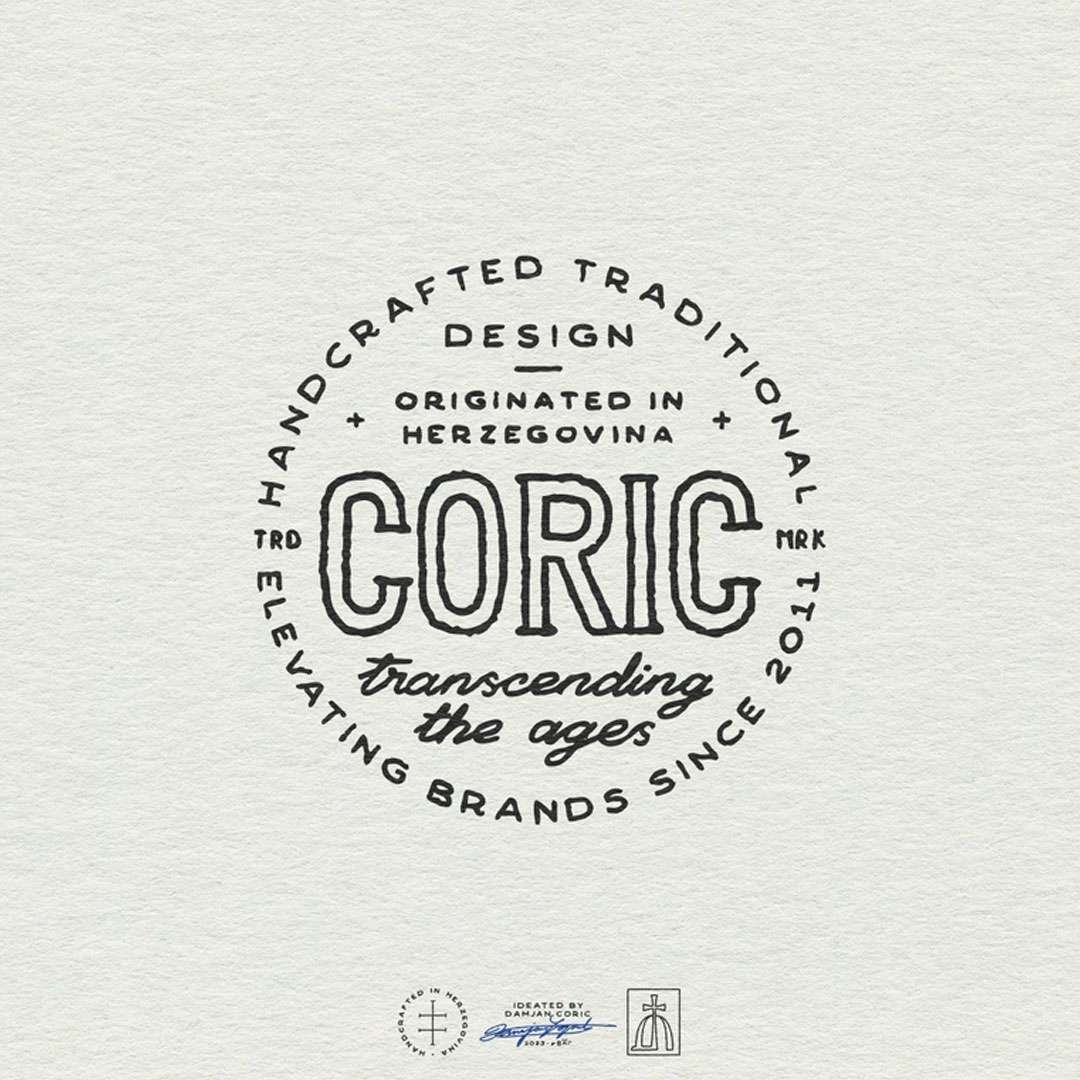 HANDCRAFTED TRADITIONAL
DESIGN
ORIGINATED IN
HERZEGOVINA
TRD
CORIC
MRK
transcending
the ages
ELEVATING BRANDS SINCE 2011
HANDCRAFTED IN HERZEGOVINA
IDEATED BY
DAMJAN CORIC
2023